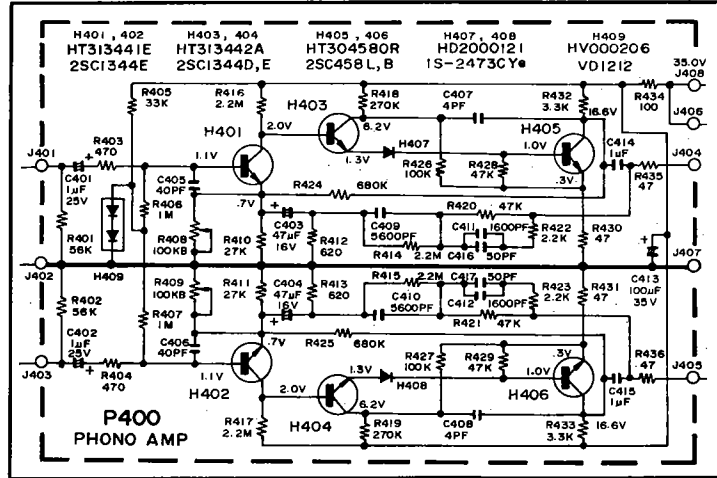 H401, 402 H403, 404 H405, 406 H407, 408 H409
HT313441E HT313442A HT304580R HD2000121 HV000206
2SC1344E 2SC1344D,E 2SC458L,B 1S-2473CY VD1212
35.0V
J408
R405
33K
R416
2.2M
R418
270K
C407
4PF
R432
3.3K
R434
100
J406
H403
2.0V
6.2V
16.6V
R403
470
H401
H407
H405
C414
1μF
J401
1.1V
1.3V
1.0V
J404
C401
1μF
25V
C405
40PF
R424
680K
R426
100K
R428
47K
R435
47
.7V
.3V
R406
1M
R420
47K
R401
56K
R408
100KB
R410
27K
C403
47μF
16V
R412
620
C409
5600PF
C411
1600PF
R422
2.2K
R430
47
R414
2.2M
C416
50PF
J402
H409
J407
R402
56K
R409
100KB
R411
27K
C404
47μF
16V
R413
620
R415
2.2M
C417
50PF
C410
5600PF
C412
1600PF
R423
2.2K
R431
47
C413
100μF
35V
R407
1M
R421
47K
C402
1μF
25V
C406
40PF
.7V
R425
680K
R427
100K
R429
47K
.3V
R436
47
J403
R404
470
1.1V
1.3V
1.0V
J405
H402
2.0V
H408
H406
C415
1μF
P400
PHONO AMP
6.2V
H404
R417
2.2M
R419
270K
C408
4PF
R433
3.3K
16.6V